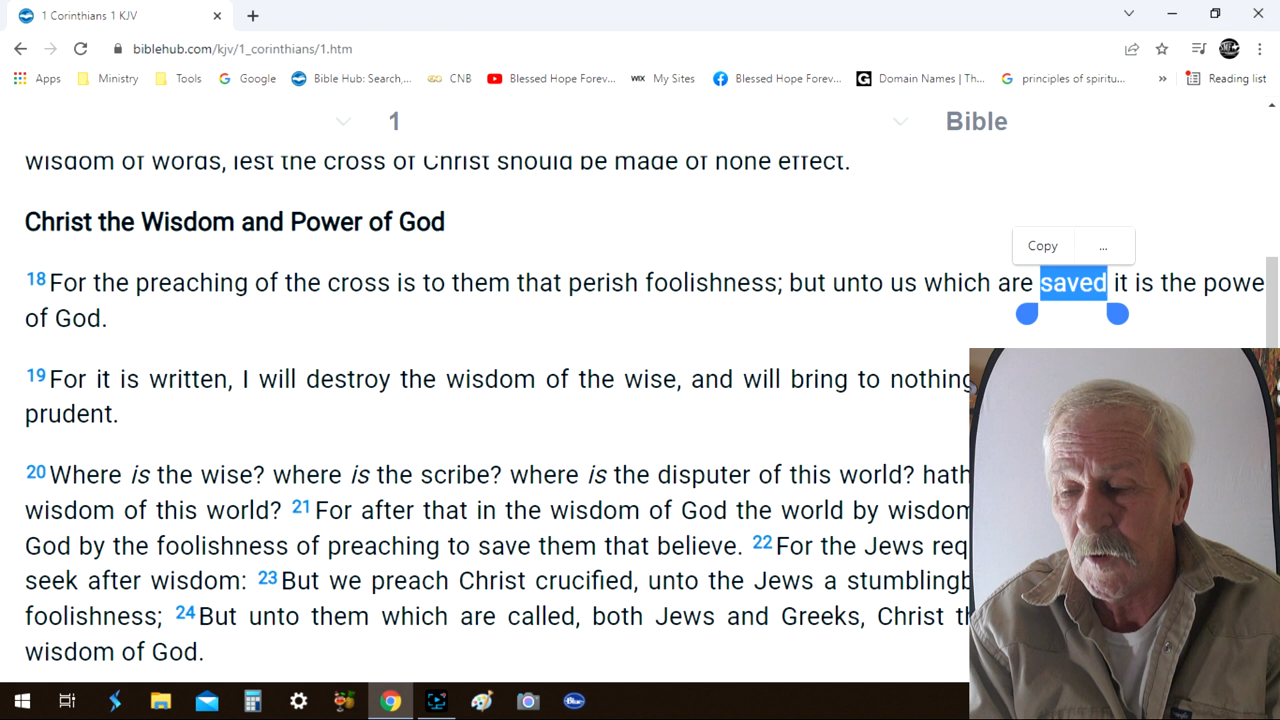 1 Corinthians 1 KJV
biblehub.com/kjv/1_corinthians/1.htm
Apps Ministry Tools Google Bible Hub: Search,... CNB Blessed Hope Forev... WIX My Sites Blessed Hope Forev... Domain Names | Th... principles of spiritu... » Reading list
1 Bible
wisdom of words, lest the cross of Christ should be made of none effect.
Christ the Wisdom and Power of God
Copy ...
18 For the preaching of the cross is to them that perish foolishness; but unto us which are saved it is the powe
of God.
19 For it is written, I will destroy the wisdom of the wise, and will bring to nothing
prudent.
20 Where is the wise? where is the scribe? where is the disputer of this world? hath
wisdom of this world? 21 For after that in the wisdom of God the world by wisdom
God by the foolishness of preaching to save them that believe. 22 For the Jews req
seek after wisdom: 23 But we preach Christ crucified, unto the Jews a stumblingb
foolishness; 24 But unto them which are called, both Jews and Greeks, Christ th
wisdom of God.
Blue